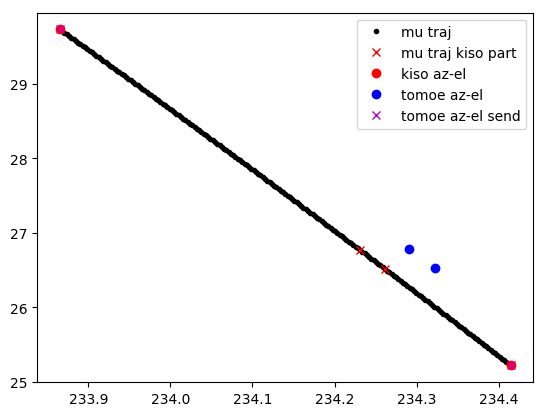 mu traj
mu traj kiso part
kiso az-el
tomoe az-el
tomoe az-el send
29
28
27
26
25
233.9 234.0 234.1 234.2 234.3 234.4